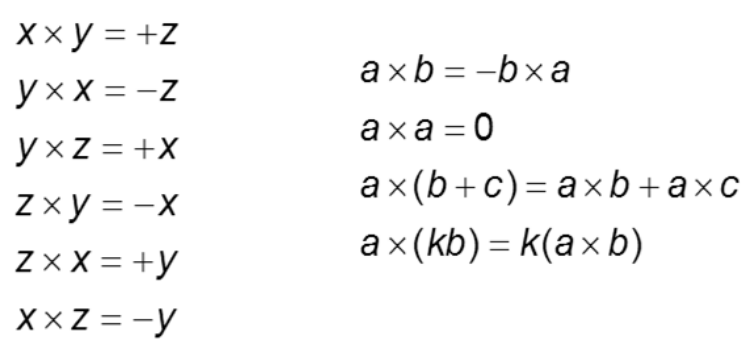 x × y = +z
y × x = −z
y × z = +x
z × y = −x
z × x = +y
x × z = −y
a × b = −b × a
a × a = 0
a × (b + c) = a × b + a × c
a × (kb) = k(a × b)